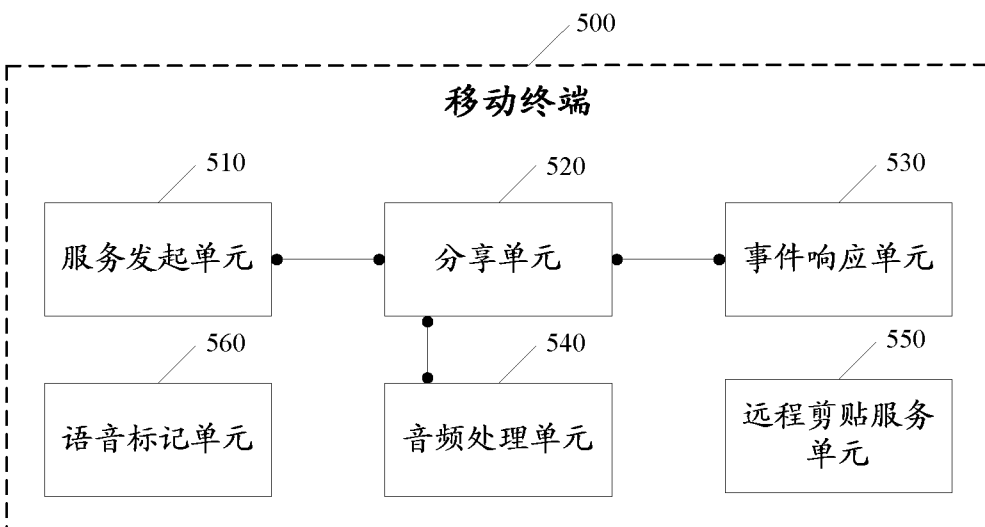 500
移动终端
510
520
530
服务发起单元
分享单元
事件响应单元
560
540
550
语音标记单元
音频处理单元
远程剪贴服务
单元